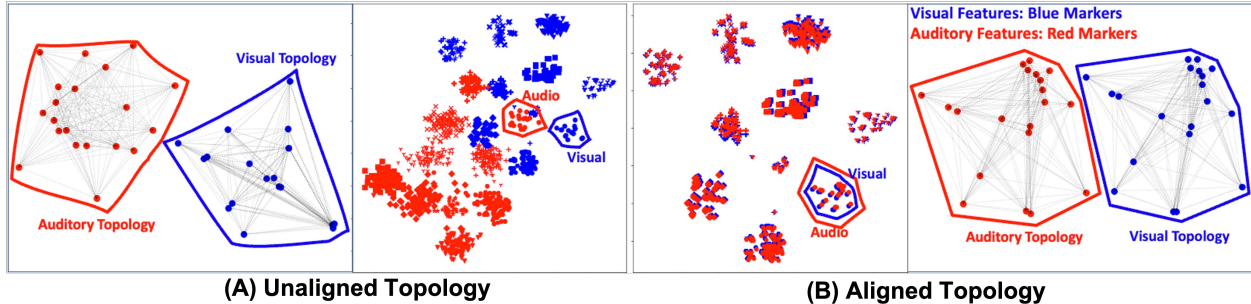 Visual Topology
Auditory Topology
Audio
Visual
(A) Unaligned Topology
Visual
Audio
Visual Features: Blue Markers
Auditory Features: Red Markers
Auditory Topology
Visual Topology
(B) Aligned Topology